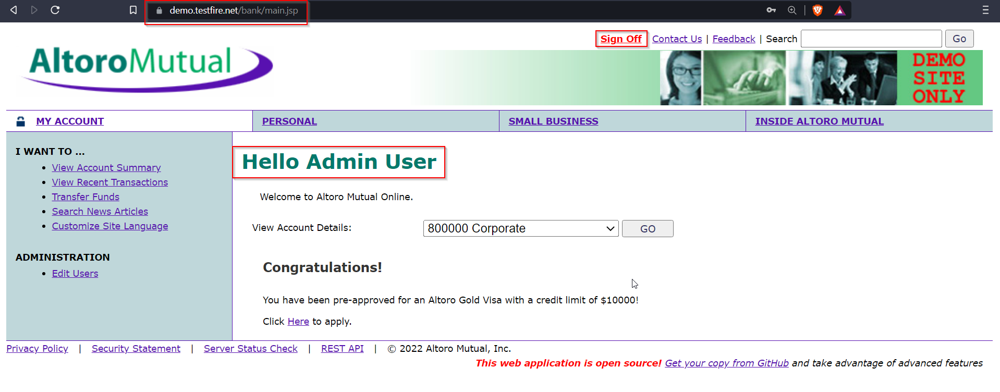 demo.testfire.net/bank/main.jsp
Sign Off Contact Us | Feedback | Search Go
AltoroMutual
DEMO
SITE
ONLY
MY ACCOUNT PERSONAL SMALL BUSINESS INSIDE ALTORO MUTUAL
I WANT TO ...
• View Account Summary
• View Recent Transactions
• Transfer Funds
• Search News Articles
• Customize Site Language
ADMINISTRATION
• Edit Users
Hello Admin User
Welcome to Altoro Mutual Online.
View Account Details: 800000 Corporate GO
Congratulations!
You have been pre-approved for an Altoro Gold Visa with a credit limit of $10000!
Click Here to apply.
Privacy Policy | Security Statement | Server Status Check | REST API | © 2022 Altoro Mutual, Inc.
This web application is open source! Get your copy from GitHub and take advantage of advanced features